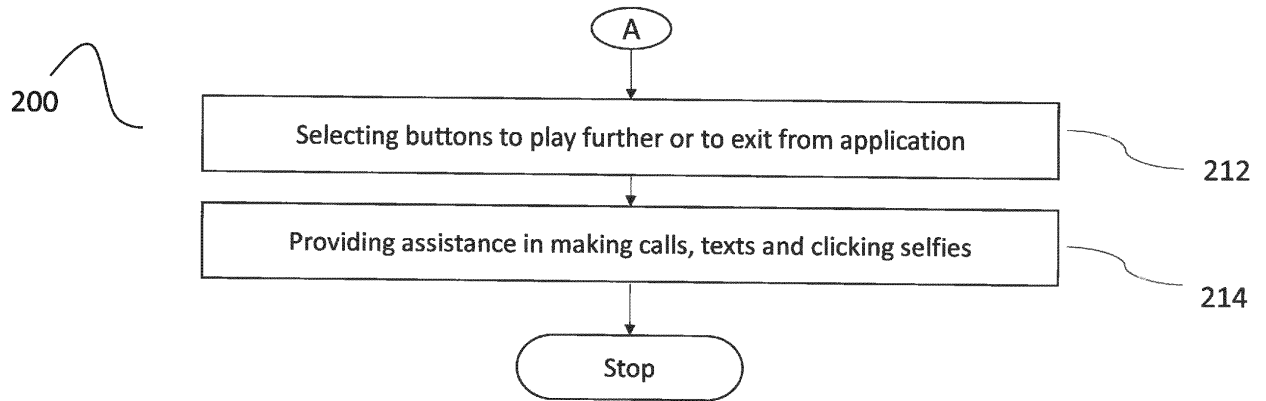 A
200
Selecting buttons to play further or to exit from application
212
Providing assistance in making calls, texts and clicking selfies
214
Stop